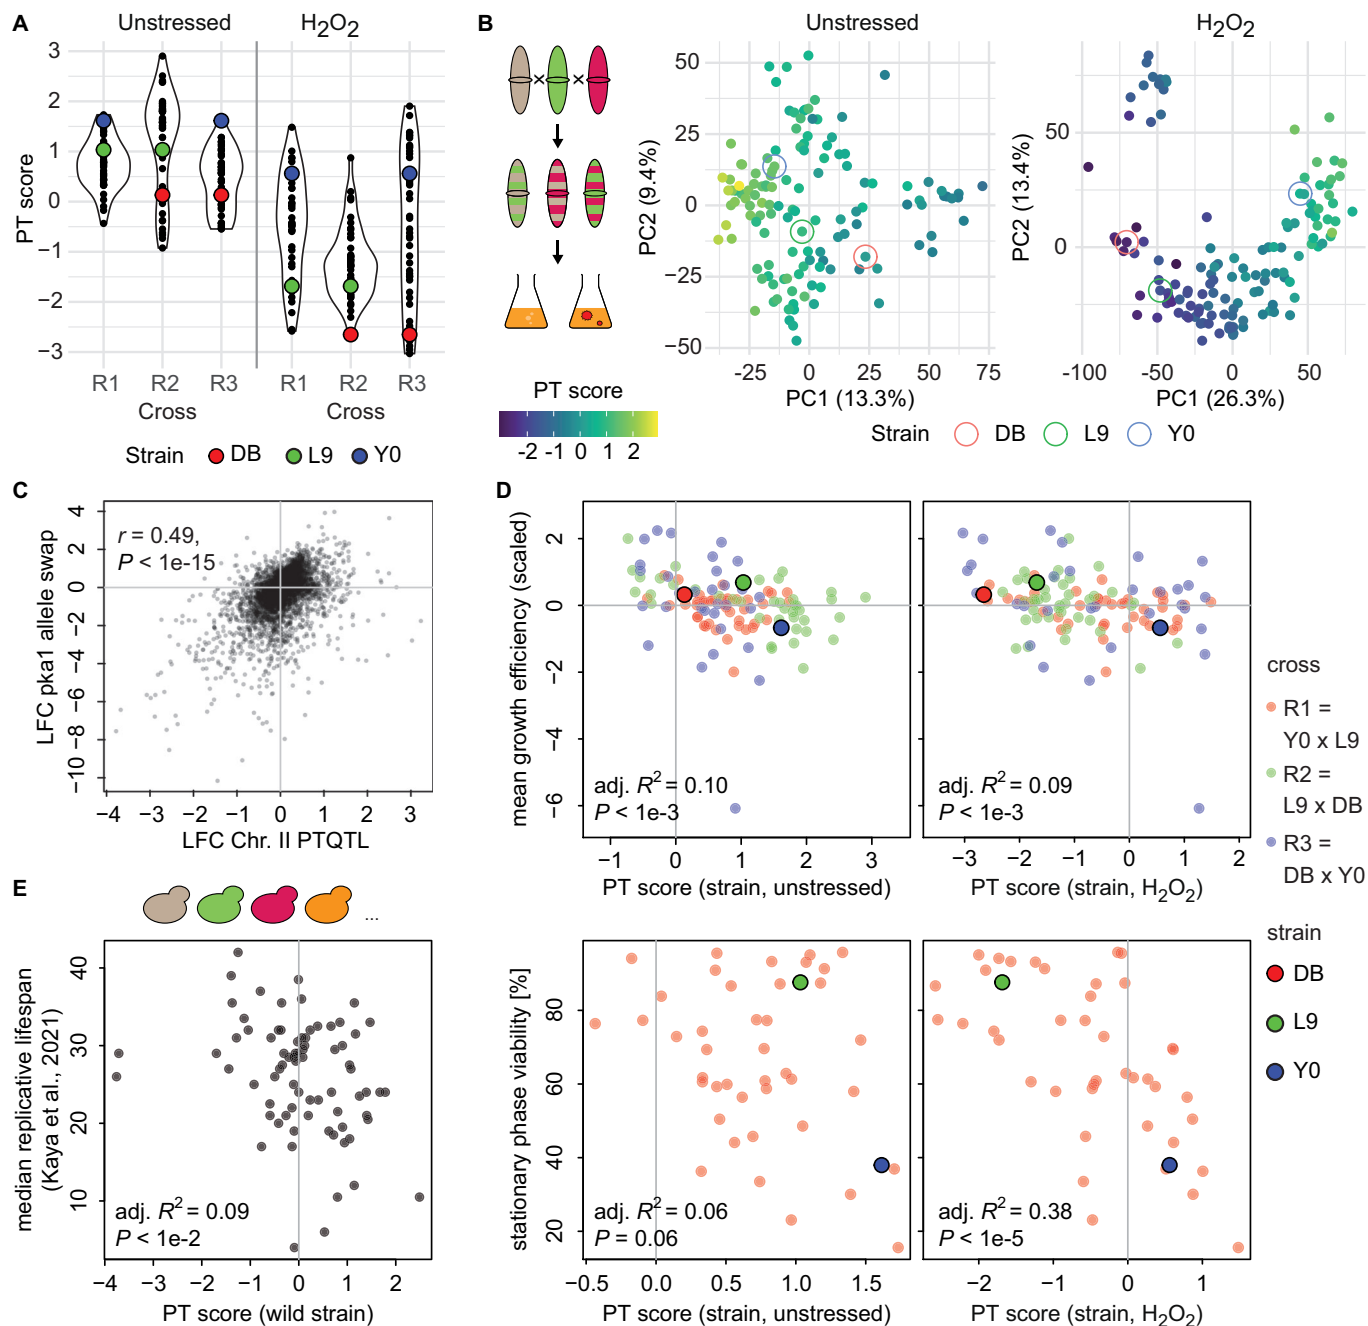 A
Unstressed
H2O2
PT score
3
2
1
0
−1
−2
−3
R1
R2
R3
R1
R2
R3
Cross
Cross
Strain
DB
L9
Y0
B
Unstressed
H2O2
×
×
PC2 (9.4%)
50
25
0
−25
−50
-25
0
25
50
75
PC1 (13.3%)
PC2 (13.4%)
50
0
-100
-50
0
50
PC1 (26.3%)
PT score
-2
-1
0
1
2
Strain
DB
L9
Y0
C
LFC pka1 allele swap
4
2
0
−2
−4
−6
−8
−10
r = 0.49,
P < 1e-15
−4
−3
−2
−1
0
1
2
3
LFC Chr. II PTQTL
D
mean growth efficiency (scaled)
2
0
−2
−4
−6
adj. R2 = 0.10
P < 1e-3
−1
0
1
2
3
PT score (strain, unstressed)
adj. R2 = 0.09
P < 1e-3
−3
−2
−1
0
1
2
PT score (strain, H2O2)
cross
R1 =
Y0 x L9
R2 =
L9 x DB
R3 =
DB x Y0
strain
DB
L9
Y0
E
...
median replicative lifespan
(Kaya et al., 2021)
40
30
20
10
adj. R2 = 0.09
P < 1e-2
−4
−3
−2
−1
0
1
2
PT score (wild strain)
stationary phase viability [%]
80
60
40
20
adj. R2 = 0.06
P = 0.06
−0.5
0.0
0.5
1.0
1.5
PT score (strain, unstressed)
adj. R2 = 0.38
P < 1e-5
−2
−1
0
1
PT score (strain, H2O2)